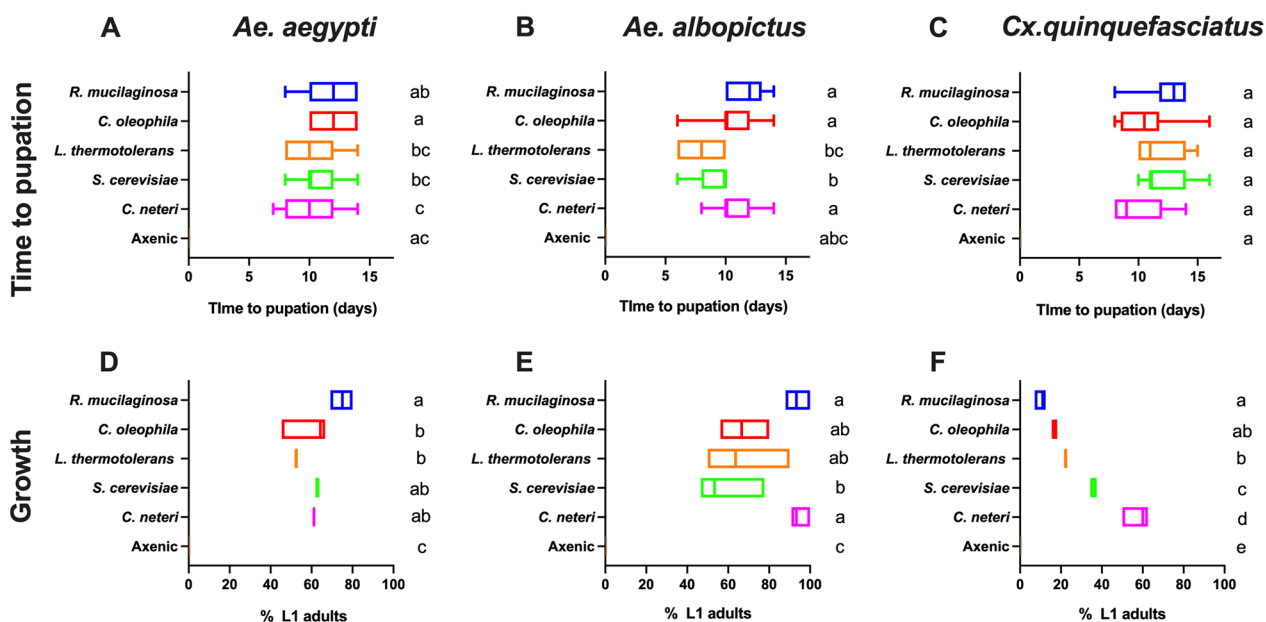 A Ae. aegypti B Ae. albopictus C Cx.quinquefasciatus
Time to pupation
R. mucilaginosa ab
C. oleophila a
L. thermotolerans bc
S. cerevisiae bc
C. neteri c
Axenic ac
0 5 10 15
TIme to pupation (days)
R. mucilaginosa a
C. oleophila a
L. thermotolerans bc
S. cerevisiae b
C. neteri a
Axenic abc
0 5 10 15
TIme to pupation (days)
R. mucilaginosa a
C. oleophila a
L. thermotolerans a
S. cerevisiae a
C. neteri a
Axenic a
0 5 10 15
TIme to pupation (days)
Growth
D
R. mucilaginosa a
C. oleophila b
L. thermotolerans b
S. cerevisiae ab
C. neteri ab
Axenic c
0 20 40 60 80 100
% L1 adults
E
R. mucilaginosa a
C. oleophila ab
L. thermotolerans ab
S. cerevisiae b
C. neteri a
Axenic c
0 20 40 60 80 100
% L1 adults
F
R. mucilaginosa a
C. oleophila ab
L. thermotolerans b
S. cerevisiae c
C. neteri d
Axenic e
0 20 40 60 80 100
% L1 adults